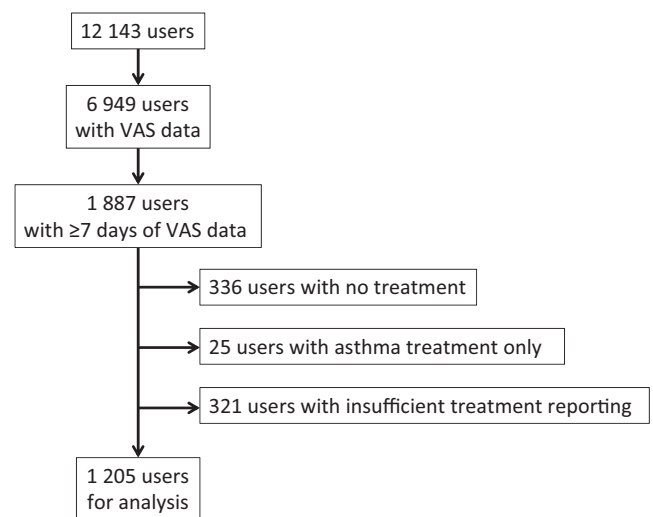 12 143 users
6 949 users
with VAS data
1 887 users
with ≥7 days of VAS data
336 users with no treatment
25 users with asthma treatment only
321 users with insufficient treatment reporting
1 205 users
for analysis